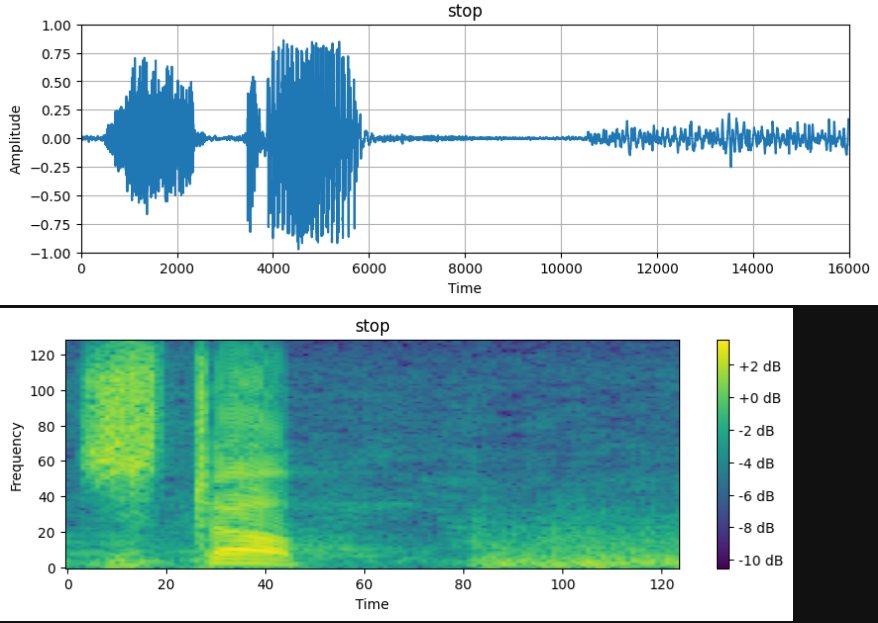 stop
1.00
0.75
0.50
0.25
0.00
−0.25
−0.50
−0.75
−1.00
Amplitude
0 2000 4000 6000 8000 10000 12000 14000 16000
Time
stop
120
100
80
60
40
20
0
Frequency
0 20 40 60 80 100 120
Time
+2 dB
+0 dB
-2 dB
-4 dB
-6 dB
-8 dB
-10 dB